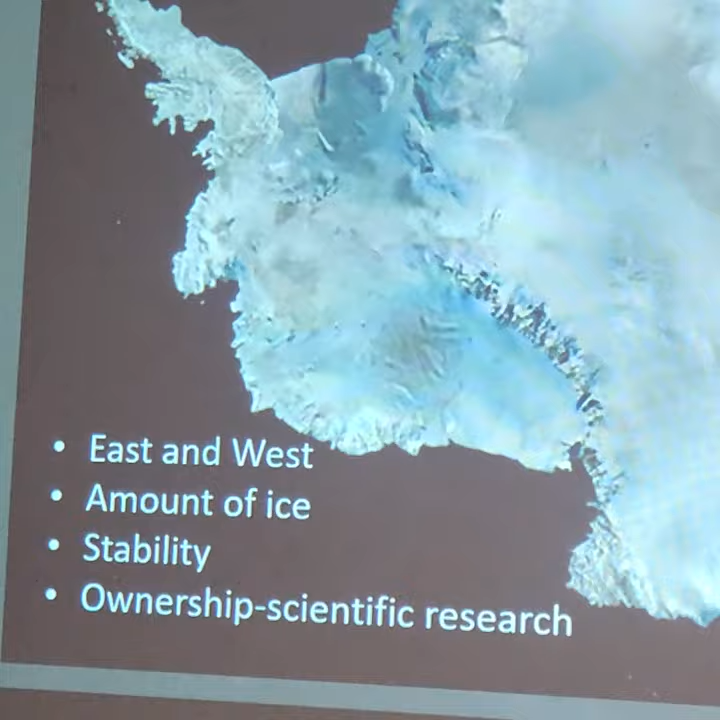 • East and West
• Amount of ice
• Stability
• Ownership-scientific research